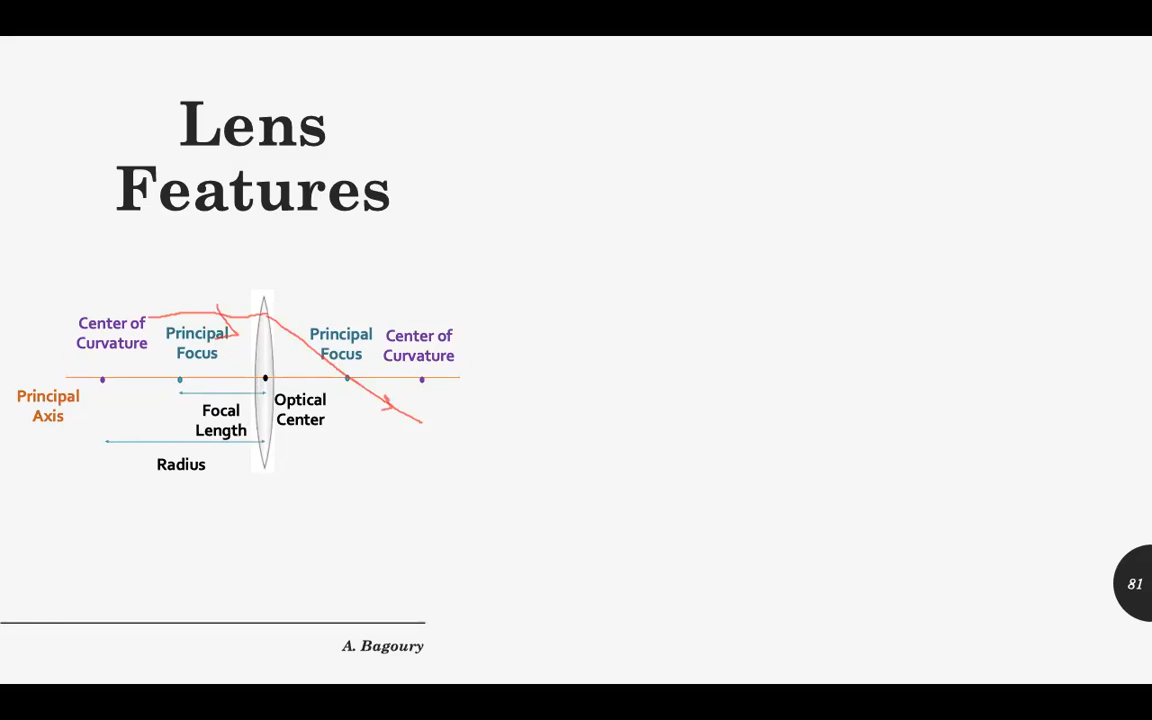 Lens
Features
Center of
Curvature
Principal
Focus
Principal
Focus
Center of
Curvature
Principal
Axis
Focal
Length
Optical
Center
Radius
81
A. Bagoury